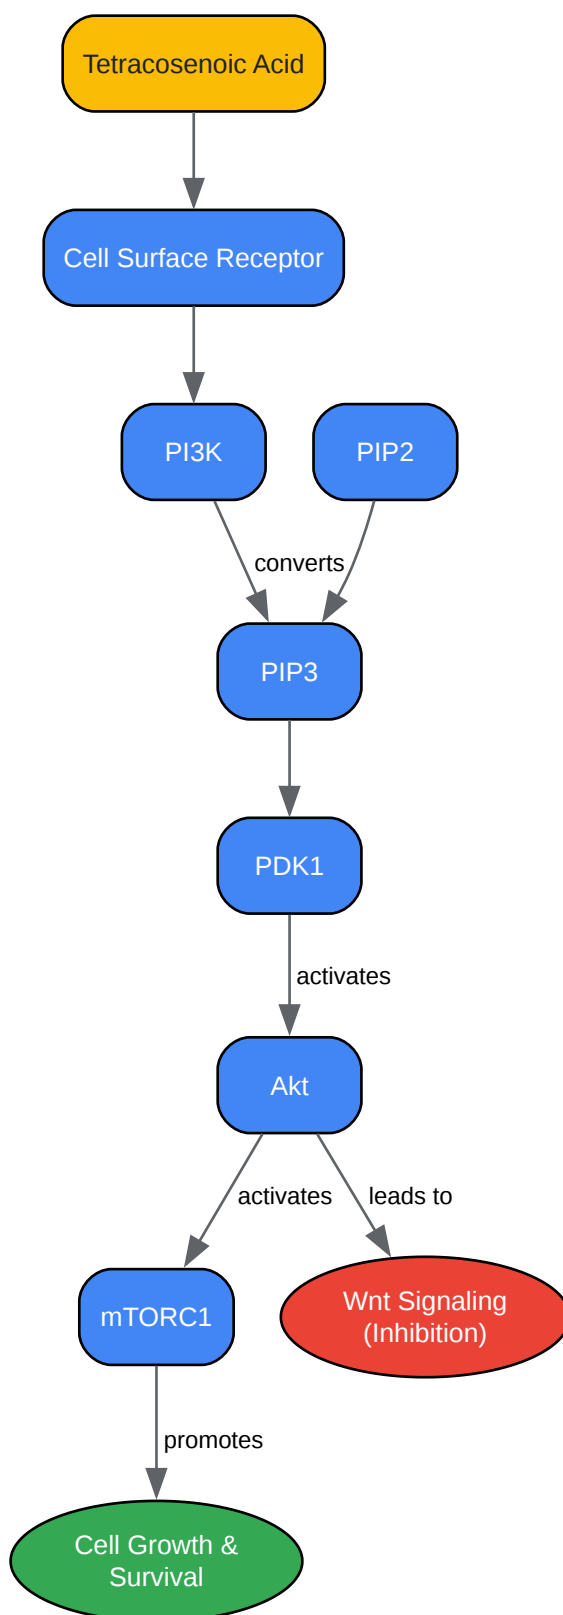 Tetracosenoic Acid
Cell Surface Receptor
PI3K
PIP2
converts
PIP3
PDK1
activates
Akt
activates
leads to
mTORC1
Wnt Signaling
(Inhibition)
promotes
Cell Growth &
Survival